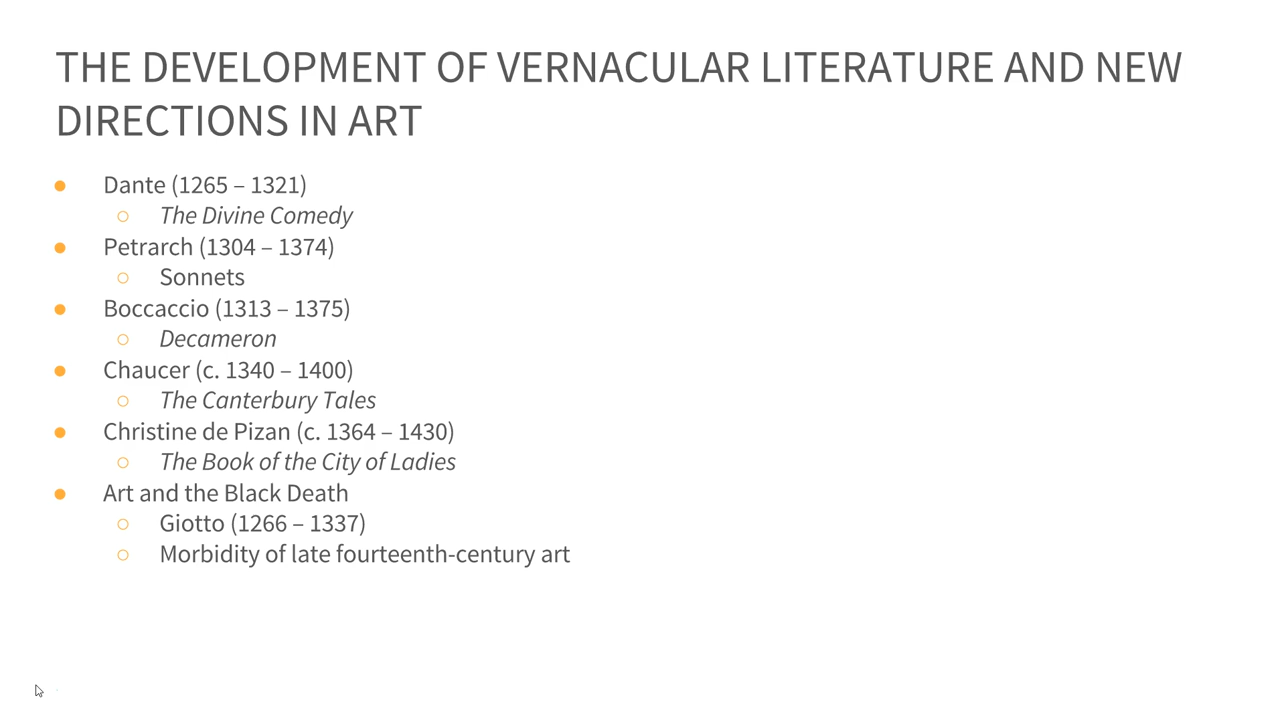 THE DEVELOPMENT OF VERNACULAR LITERATURE AND NEW
DIRECTIONS IN ART
Dante (1265 – 1321)
The Divine Comedy
Petrarch (1304 – 1374)
Sonnets
Boccaccio (1313 – 1375)
Decameron
Chaucer (c. 1340 – 1400)
The Canterbury Tales
Christine de Pizan (c. 1364 – 1430)
The Book of the City of Ladies
Art and the Black Death
Giotto (1266 – 1337)
Morbidity of late fourteenth-century art